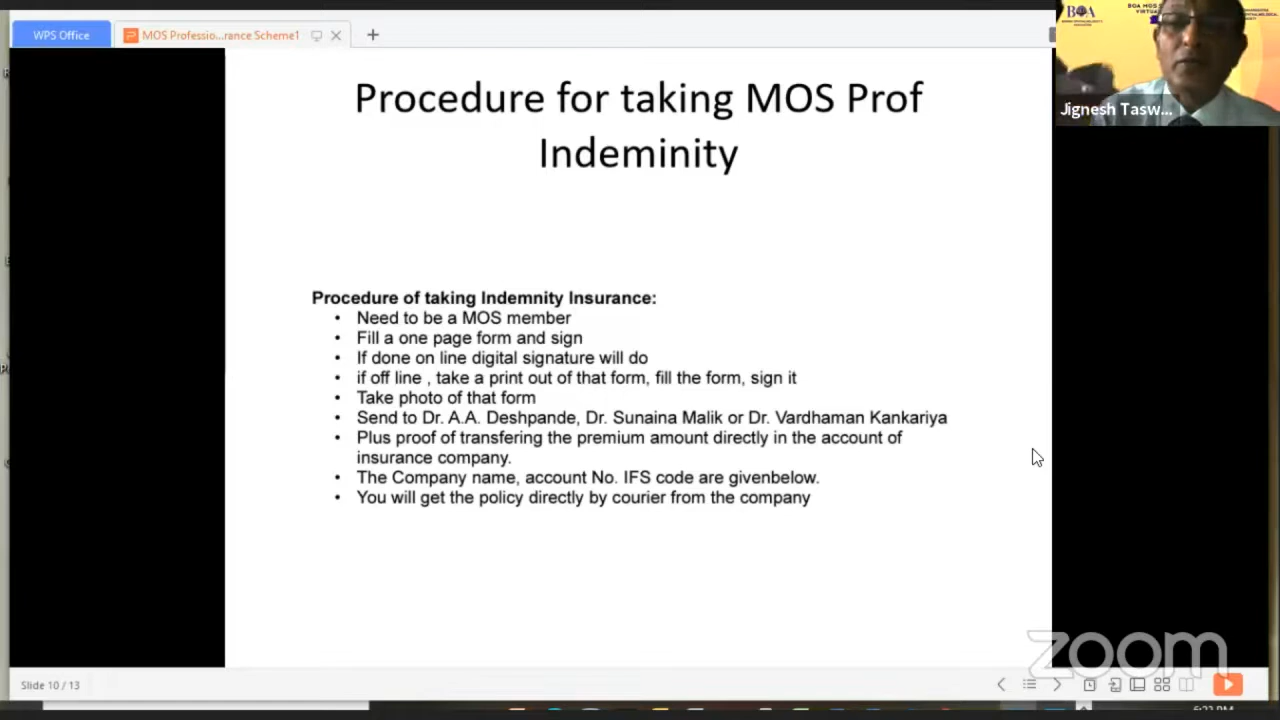 WPS Office
MOS Professio...rance Scheme1
BOA
BOA MOS
VIRTUAL
Jignesh Tasw...
Procedure for taking MOS Prof
Indeminity
Procedure of taking Indemnity Insurance:
• Need to be a MOS member
• Fill a one page form and sign
• If done on line digital signature will do
• if off line , take a print out of that form, fill the form, sign it
• Take photo of that form
• Send to Dr. A.A. Deshpande, Dr. Sunaina Malik or Dr. Vardhaman Kankariya
• Plus proof of transfering the premium amount directly in the account of
insurance company.
• The Company name, account No. IFS code are givenbelow.
• You will get the policy directly by courier from the company
zoom
Slide 10 / 13